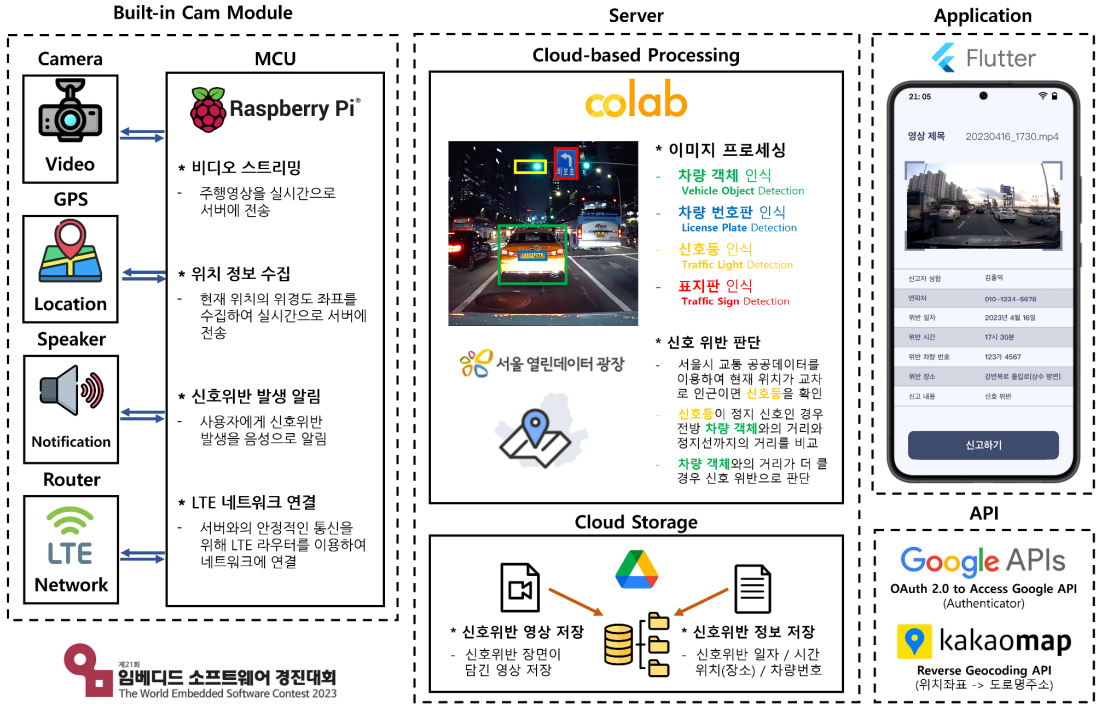 Built-in Cam Module
Camera
Video
GPS
Location
Speaker
Notification
Router
LTE
Network
MCU
Raspberry Pi®
* 비디오 스트리밍
- 주행영상을 실시간으로
서버에 전송
* 위치 정보 수집
- 현재 위치의 위경도 좌표를
수집하여 실시간으로 서버에
전송
* 신호위반 발생 알림
- 사용자에게 신호위반
발생을 음성으로 알림
* LTE 네트워크 연결
- 서버와의 안정적인 통신을
위해 LTE 라우터를 이용하여
네트워크에 연결
제21회
임베디드 소프트웨어 경진대회
The World Embedded Software Contest 2023
Server
Cloud-based Processing
colab
비보호
* 이미지 프로세싱
- 차량 객체 인식
Vehicle Object Detection
- 차량 번호판 인식
License Plate Detection
- 신호등 인식
Traffic Light Detection
- 표지판 인식
Traffic Sign Detection
서울 열린데이터 광장
* 신호 위반 판단
- 서울시 교통 공공데이터를
이용하여 현재 위치가 교차
로 인근이면 신호등을 확인
- 신호등이 정지 신호인 경우
전방 차량 객체와의 거리와
정지선까지의 거리를 비교
- 차량 객체와의 거리가 더 클
경우 신호 위반으로 판단
Cloud Storage
* 신호위반 영상 저장
- 신호위반 장면이
담긴 영상 저장
* 신호위반 정보 저장
- 신호위반 일자 / 시간
위치(장소) / 차량번호
Application
Flutter
21:05
영상 제목 20230416_1730.mp4
신고자 성함 김홍익
연락처 010-1234-5678
위반 일자 2023년 4월 16일
위반 시간 17시 30분
위반 차량 번호 123가 4567
위반 장소 강변북로 출입로(상수 방면)
신고 내용 신호 위반
신고하기
API
Google APIs
OAuth 2.0 to Access Google API
(Authenticator)
kakaomap
Reverse Geocoding API
(위치좌표 -> 도로명주소)